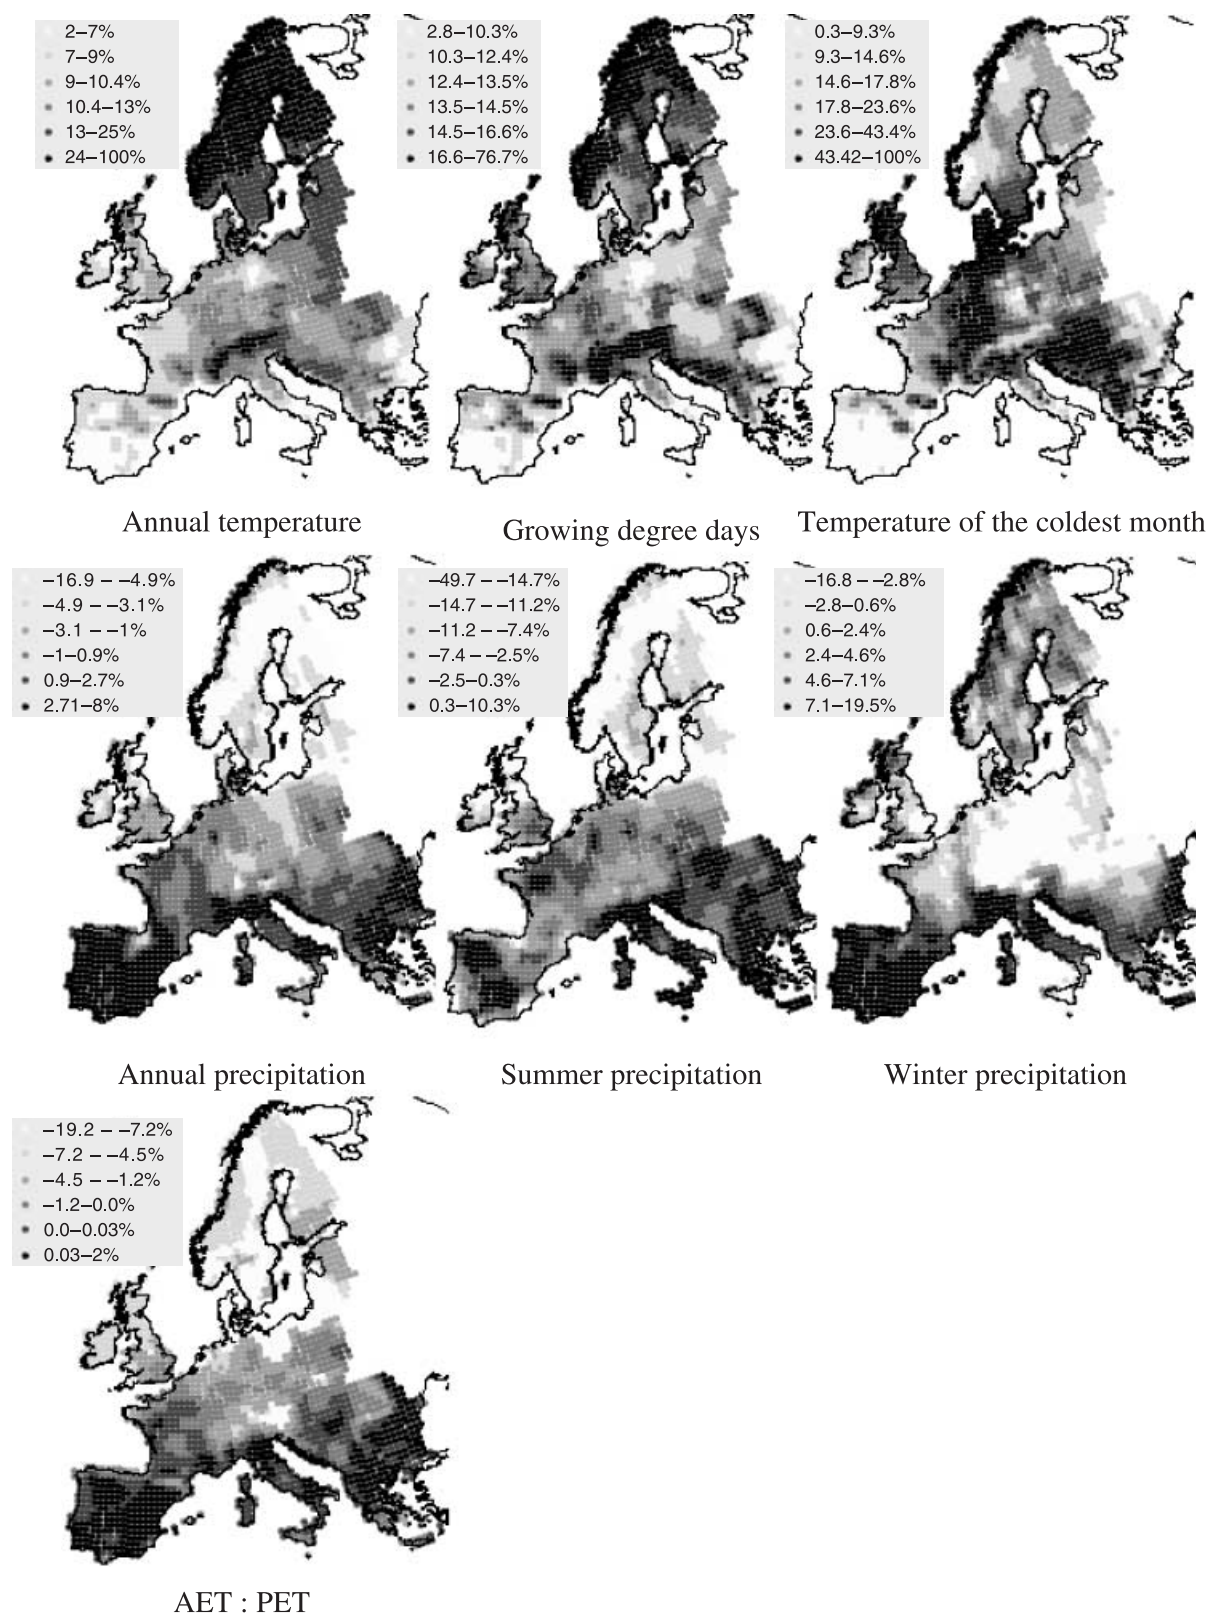 2–7%
7–9%
9–10.4%
10.4–13%
13–25%
24–100%
Annual temperature
2.8–10.3%
10.3–12.4%
12.4–13.5%
13.5–14.5%
14.5–16.6%
16.6–76.7%
Growing degree days
0.3–9.3%
9.3–14.6%
14.6–17.8%
17.8–23.6%
23.6–43.4%
43.42–100%
Temperature of the coldest month
–16.9 – –4.9%
–4.9 – –3.1%
–3.1 – –1%
–1–0.9%
0.9–2.7%
2.71–8%
Annual precipitation
–49.7 – –14.7%
–14.7 – –11.2%
–11.2 – –7.4%
–7.4 – –2.5%
–2.5–0.3%
0.3–10.3%
Summer precipitation
–16.8 – –2.8%
–2.8–0.6%
0.6–2.4%
2.4–4.6%
4.6–7.1%
7.1–19.5%
Winter precipitation
–19.2 – –7.2%
–7.2 – –4.5%
–4.5 – –1.2%
–1.2–0.0%
0.0–0.03%
0.03–2%
AET : PET